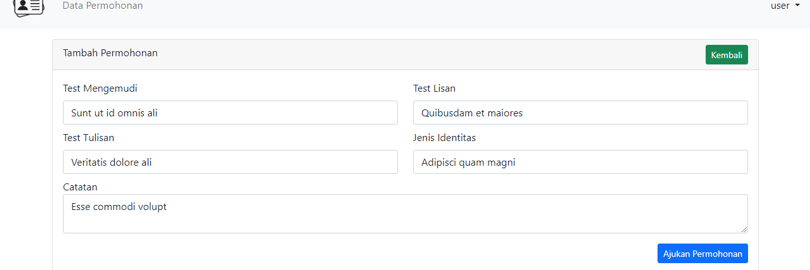 Data Permohonan
user
Tambah Permohonan
Kembali
Test Mengemudi
Test Lisan
Sunt ut id omnis ali
Quibusdam et maiores
Test Tulisan
Jenis Identitas
Veritatis dolore ali
Adipisci quam magni
Catatan
Esse commodi volupt
Ajukan Permohonan